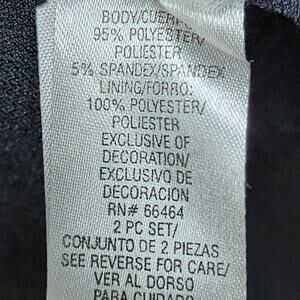 BODY/CUERPO
95% POLYESTER/
POLIESTER
5% SPANDEX/SPANDEX
LINING/FORRO:
100% POLYESTER/
POLIESTER
EXCLUSIVE OF
DECORATION/
EXCLUSIVO DE
DECORACION
RN# 66464
2 PC SET/
CONJUNTO DE 2 PIEZAS
SEE REVERSE FOR CARE/
VER AL DORSO
PARA CUIDADO